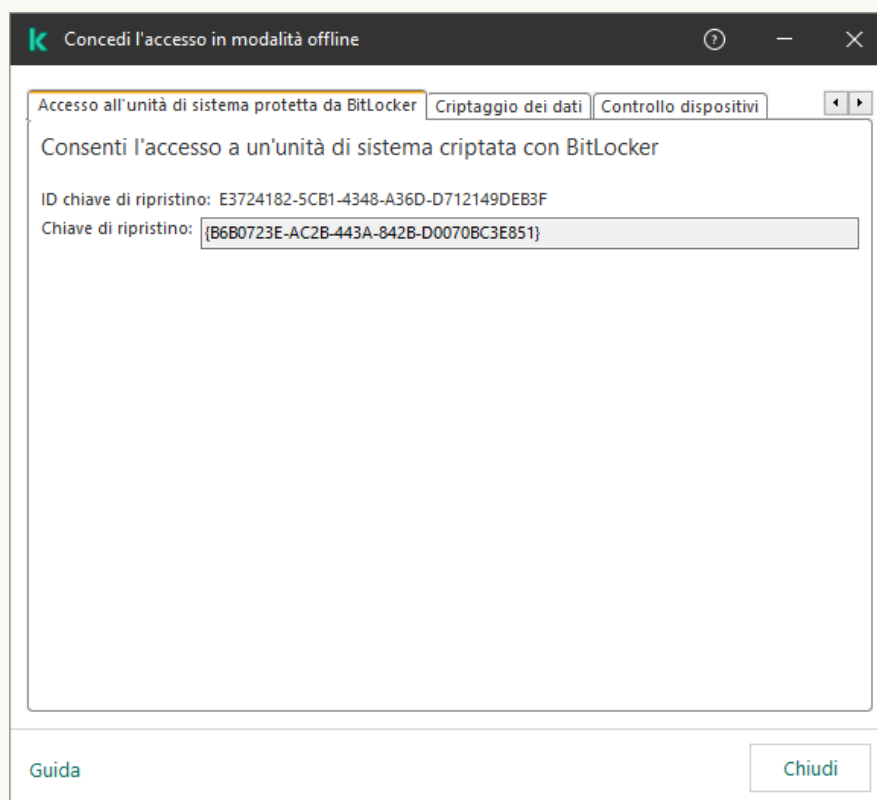 Concedi l'accesso in modalità offline
Accesso all'unità di sistema protetta da BitLocker Criptaggio dei dati Controllo dispositivi
Consenti l'accesso a un'unità di sistema criptata con BitLocker
ID chiave di ripristino: E3724182-5CB1-4348-A36D-D712149DEB3F
Chiave di ripristino: {B6B0723E-AC2B-443A-842B-D0070BC3E851}
Guida Chiudi